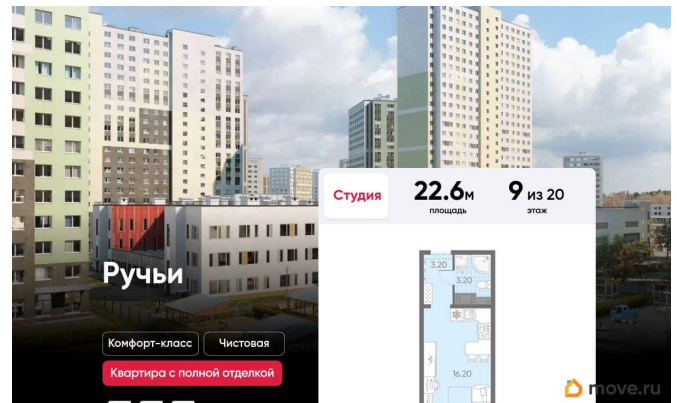 Студия
22.6м
площадь
9 из 20
этаж
3.20
3.20
16.20
Ручьи
Комфорт-класс
Чистовая
Квартира с полной отделкой
move.ru